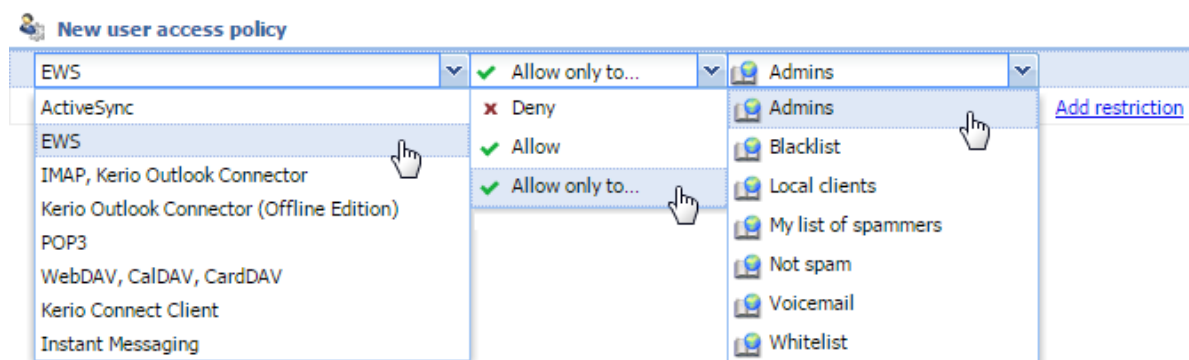 New user access policy
EWS Allow only to... Admins
ActiveSync
EWS
IMAP, Kerio Outlook Connector
Kerio Outlook Connector (Offline Edition)
POP3
WebDAV, CalDAV, CardDAV
Kerio Connect Client
Instant Messaging
Deny
Allow
Allow only to...
Admins
Blacklist
Local clients
My list of spammers
Not spam
Voicemail
Whitelist
Add restriction